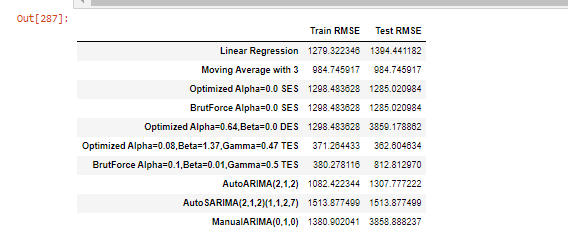 Out[287]:
Train RMSE Test RMSE
Linear Regression 1279.322346 1394.441182
Moving Average with 3 984.745917 984.745917
Optimized Alpha=0.0 SES 1298.483628 1285.020984
BrutForce Alpha=0.0 SES 1298.483628 1285.020984
Optimized Alpha=0.64,Beta=0.0 DES 1298.483628 3859.178862
Optimized Alpha=0.08,Beta=1.37,Gamma=0.47 TES 371.264433 362.604634
BrutForce Alpha=0.1,Beta=0.01,Gamma=0.5 TES 380.278116 812.812970
AutoARIMA(2,1,2) 1082.422344 1307.777222
AutoSARIMA(2,1,2)(1,1,2,7) 1513.877499 1513.877499
ManualARIMA(0,1,0) 1380.902041 3858.888237